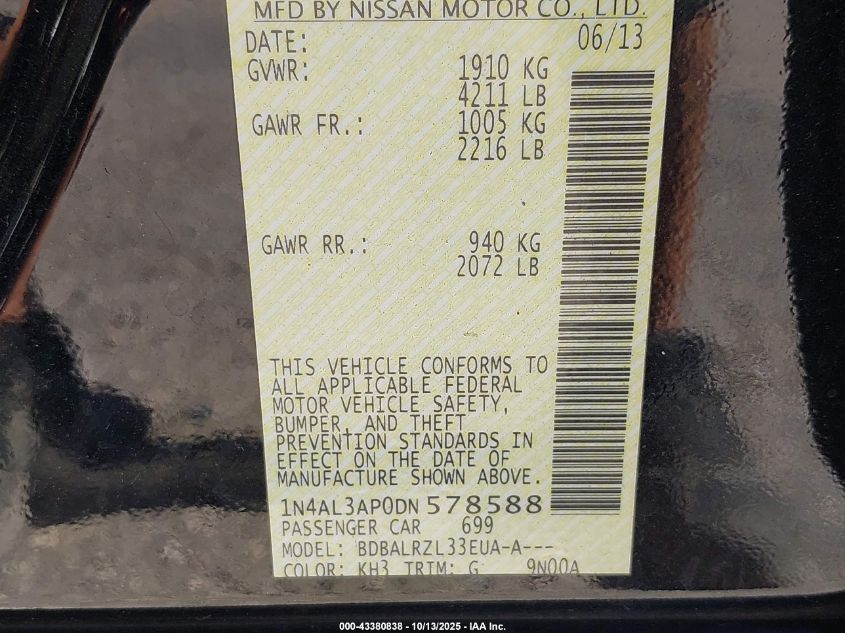 MFD BY NISSAN MOTOR CO., LTD.
DATE: 06/13
GVWR: 1910 KG
4211 LB
GAWR FR.: 1005 KG
2216 LB
GAWR RR.: 940 KG
2072 LB
THIS VEHICLE CONFORMS TO
ALL APPLICABLE FEDERAL
MOTOR VEHICLE SAFETY,
BUMPER, AND THEFT
PREVENTION STANDARDS IN
EFFECT ON THE DATE OF
MANUFACTURE SHOWN ABOVE.
1N4AL3AP0DN 578588
PASSENGER CAR 699
MODEL: BDBALRZL33EUA-A---
COLOR: KH3 TRIM: G 9N00A
000-43380838 - 10/13/2025 - IAA Inc.